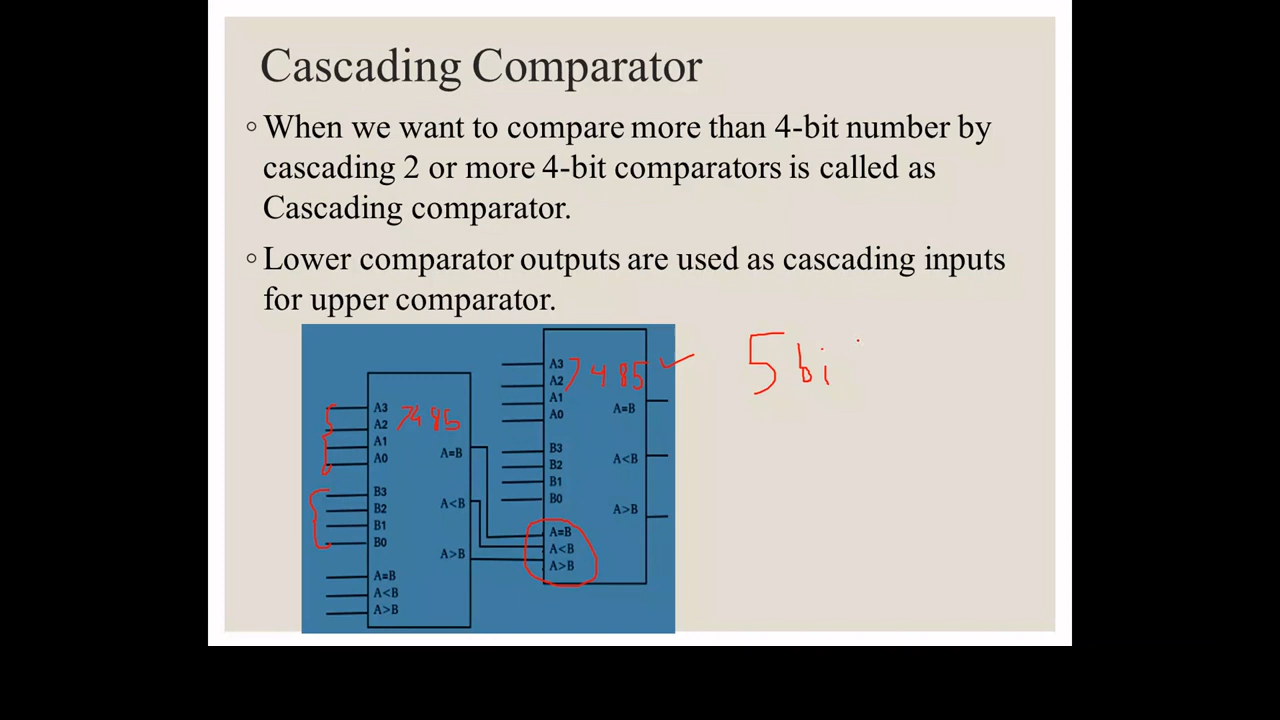 Cascading Comparator
◦ When we want to compare more than 4-bit number by
cascading 2 or more 4-bit comparators is called as
Cascading comparator.
◦ Lower comparator outputs are used as cascading inputs
for upper comparator.
A3
A2
A1
A0
B3
B2
B1
B0
A=B
A<B
A>B
A=B
A<B
A>B
A3
A2
A1
A0
B3
B2
B1
B0
A=B
A<B
A>B
A=B
A<B
A>B
7485
5 bi